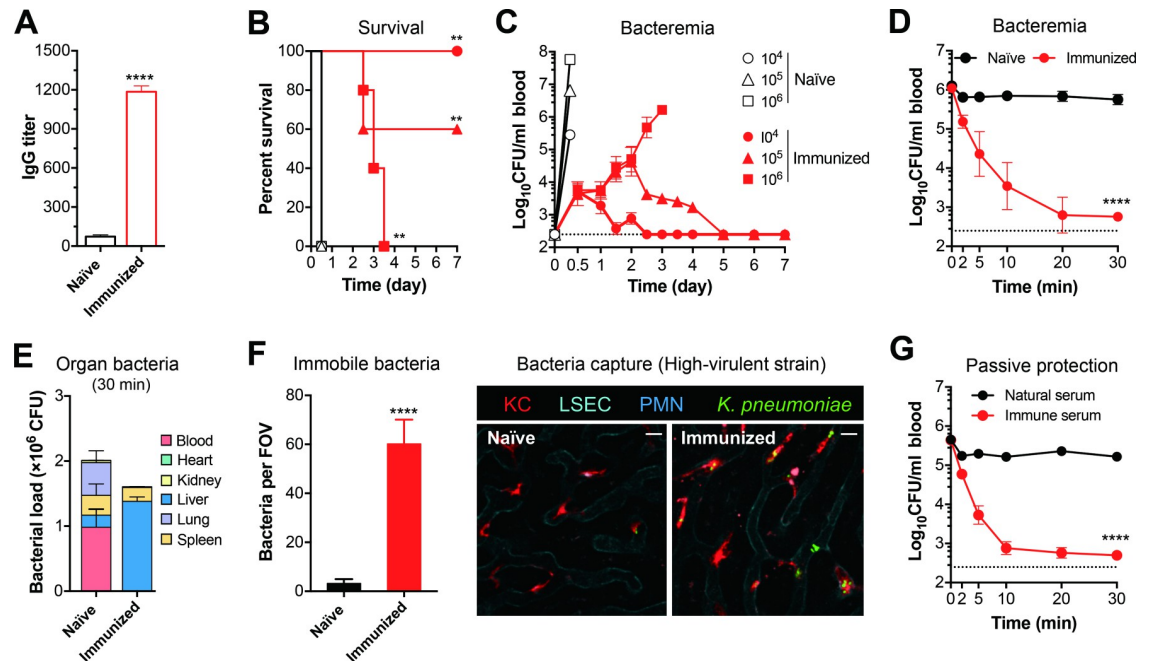 A
IgG titer
1500
1200
900
600
300
0
****
Naïve
Immunized
B
Survival
Percent survival
100
80
60
40
20
0
**
**
**
0 1 2 3 4 5 6 7
Time (day)
C
Bacteremia
Log10CFU/ml blood
8
7
6
5
4
3
2
10⁴
10⁵
10⁶
Naïve
I0⁴
10⁵
10⁶
Immunized
0 0.5 1 2 3 4 5 6 7
Time (day)
D
Bacteremia
Naïve Immunized
Log10CFU/ml blood
7
6
5
4
3
2
****
0 2 5 10 20 30
Time (min)
E
Organ bacteria
(30 min)
Bacterial load (×10⁶ CFU)
3
2
1
0
Blood
Heart
Kidney
Liver
Lung
Spleen
Naïve
Immunized
F
Immobile bacteria
Bacteria per FOV
80
60
40
20
0
****
Naïve
Immunized
Bacteria capture (High-virulent strain)
KC LSEC PMN K. pneumoniae
Naïve
Immunized
G
Passive protection
Natural serum
Immune serum
Log10CFU/ml blood
7
6
5
4
3
2
****
0 2 5 10 20 30
Time (min)